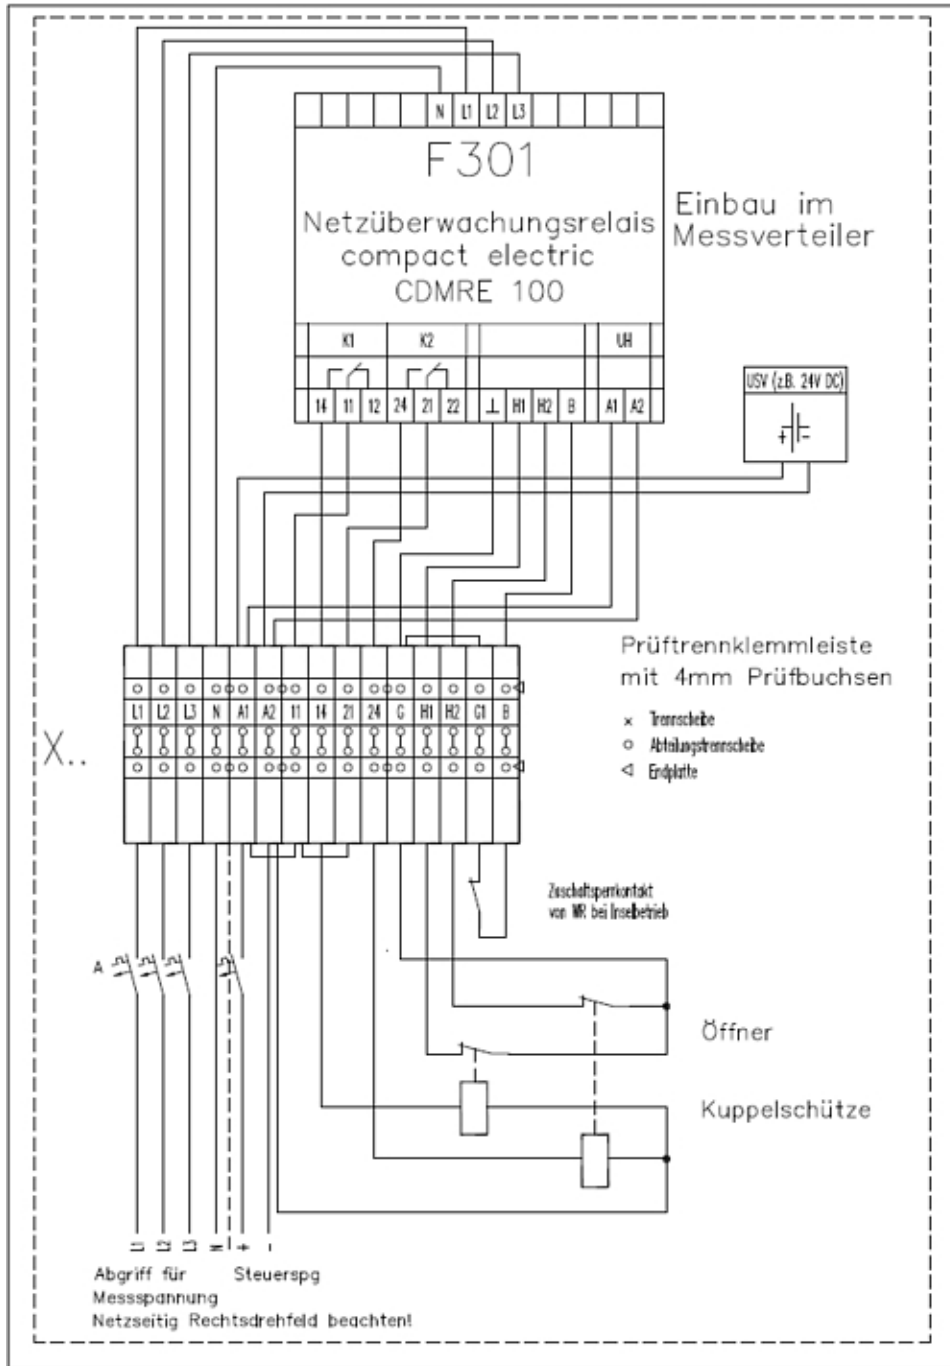 N L1 L2 L3
F301
Netzüberwachungsrelais
compact electric
CDMRE 100
Einbau im
Messverteiler
K1 K2 UH
14 11 12 24 21 22 ⊥ H1 H2 B A1 A2
USV (z.B. 24V DC)
+ -
Prüftrennklemmleiste
mit 4mm Prüfbuchsen
x Trennscheibe
o Abteilungstrennscheibe
◁ Endplatte
X..
L1 L2 L3 N A1 A2 11 14 21 24 G H1 H2 G1 B
Zuschaltsperrkontakt
von WR bei Inselbetrieb
A
Öffner
Kuppelschütze
L1 L2 L3 N + -
Abgriff für Steuerspg
Messspannung
Netzseitig Rechtsdrehfeld beachten!